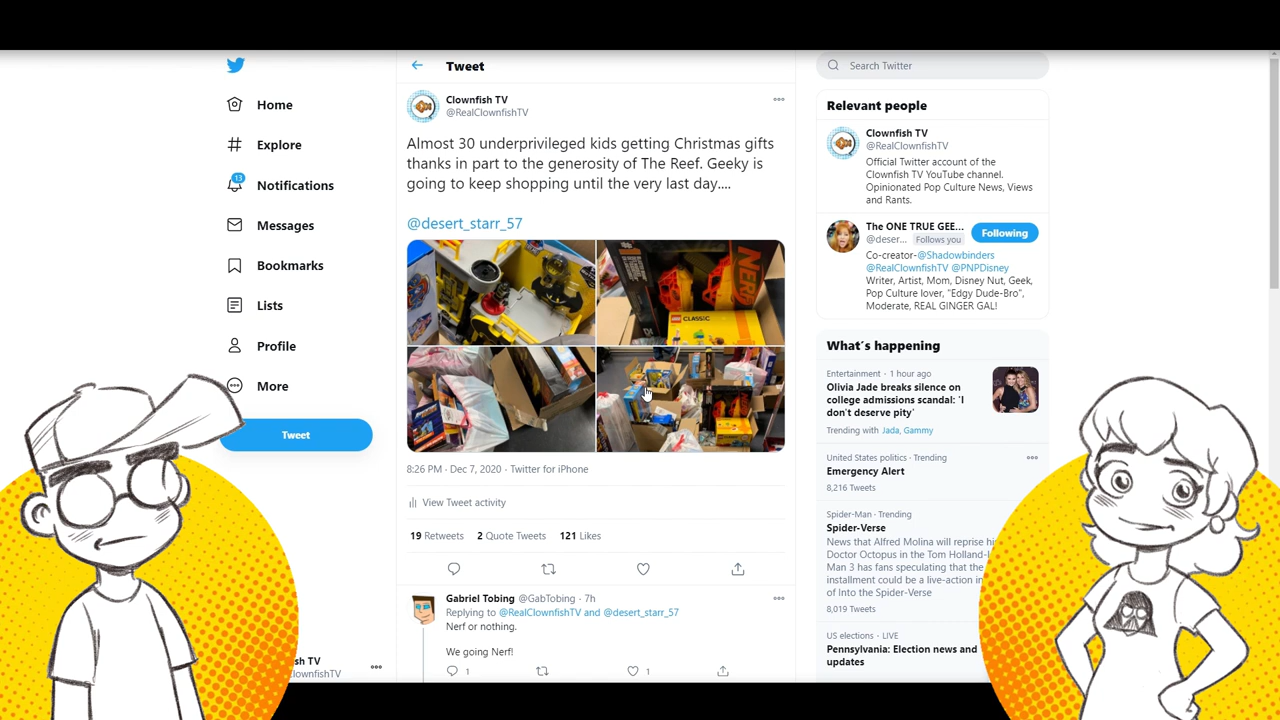 Home
Explore
13
Notifications
Messages
Bookmarks
Lists
Profile
More
Tweet
sh TV
lownfishTV
Tweet
Clownfish TV
@RealClownfishTV
Almost 30 underprivileged kids getting Christmas gifts
thanks in part to the generosity of The Reef. Geeky is
going to keep shopping until the very last day....
@desert_starr_57
NERF
CLASSIC
8:26 PM · Dec 7, 2020 · Twitter for iPhone
View Tweet activity
19 Retweets 2 Quote Tweets 121 Likes
Gabriel Tobing @GabTobing · 7h
Replying to @RealClownfishTV and @desert_starr_57
Nerf or nothing.
We going Nerf!
1 1
Search Twitter
Relevant people
Clownfish TV
@RealClownfishTV
Official Twitter account of the
Clownfish TV YouTube channel.
Opinionated Pop Culture News, Views
and Rants.
The ONE TRUE GEE...
Following
@deser... Follows you
Co-creator-@Shadowbinders
@RealClownfishTV @PNPDisney
Writer, Artist, Mom, Disney Nut, Geek,
Pop Culture lover, "Edgy Dude-Bro",
Moderate, REAL GINGER GAL!
What's happening
Entertainment · 1 hour ago
Olivia Jade breaks silence on
college admissions scandal: 'I
don't deserve pity'
Trending with Jada, Gammy
United States politics · Trending
Emergency Alert
8,216 Tweets
Spider-Man · Trending
Spider-Verse
News that Alfred Molina will reprise hi
Doctor Octopus in the Tom Holland-l
Man 3 has fans speculating that the
installment could be a live-action in
of Into the Spider-Verse
8,019 Tweets
US elections · LIVE
Pennsylvania: Election news and
updates